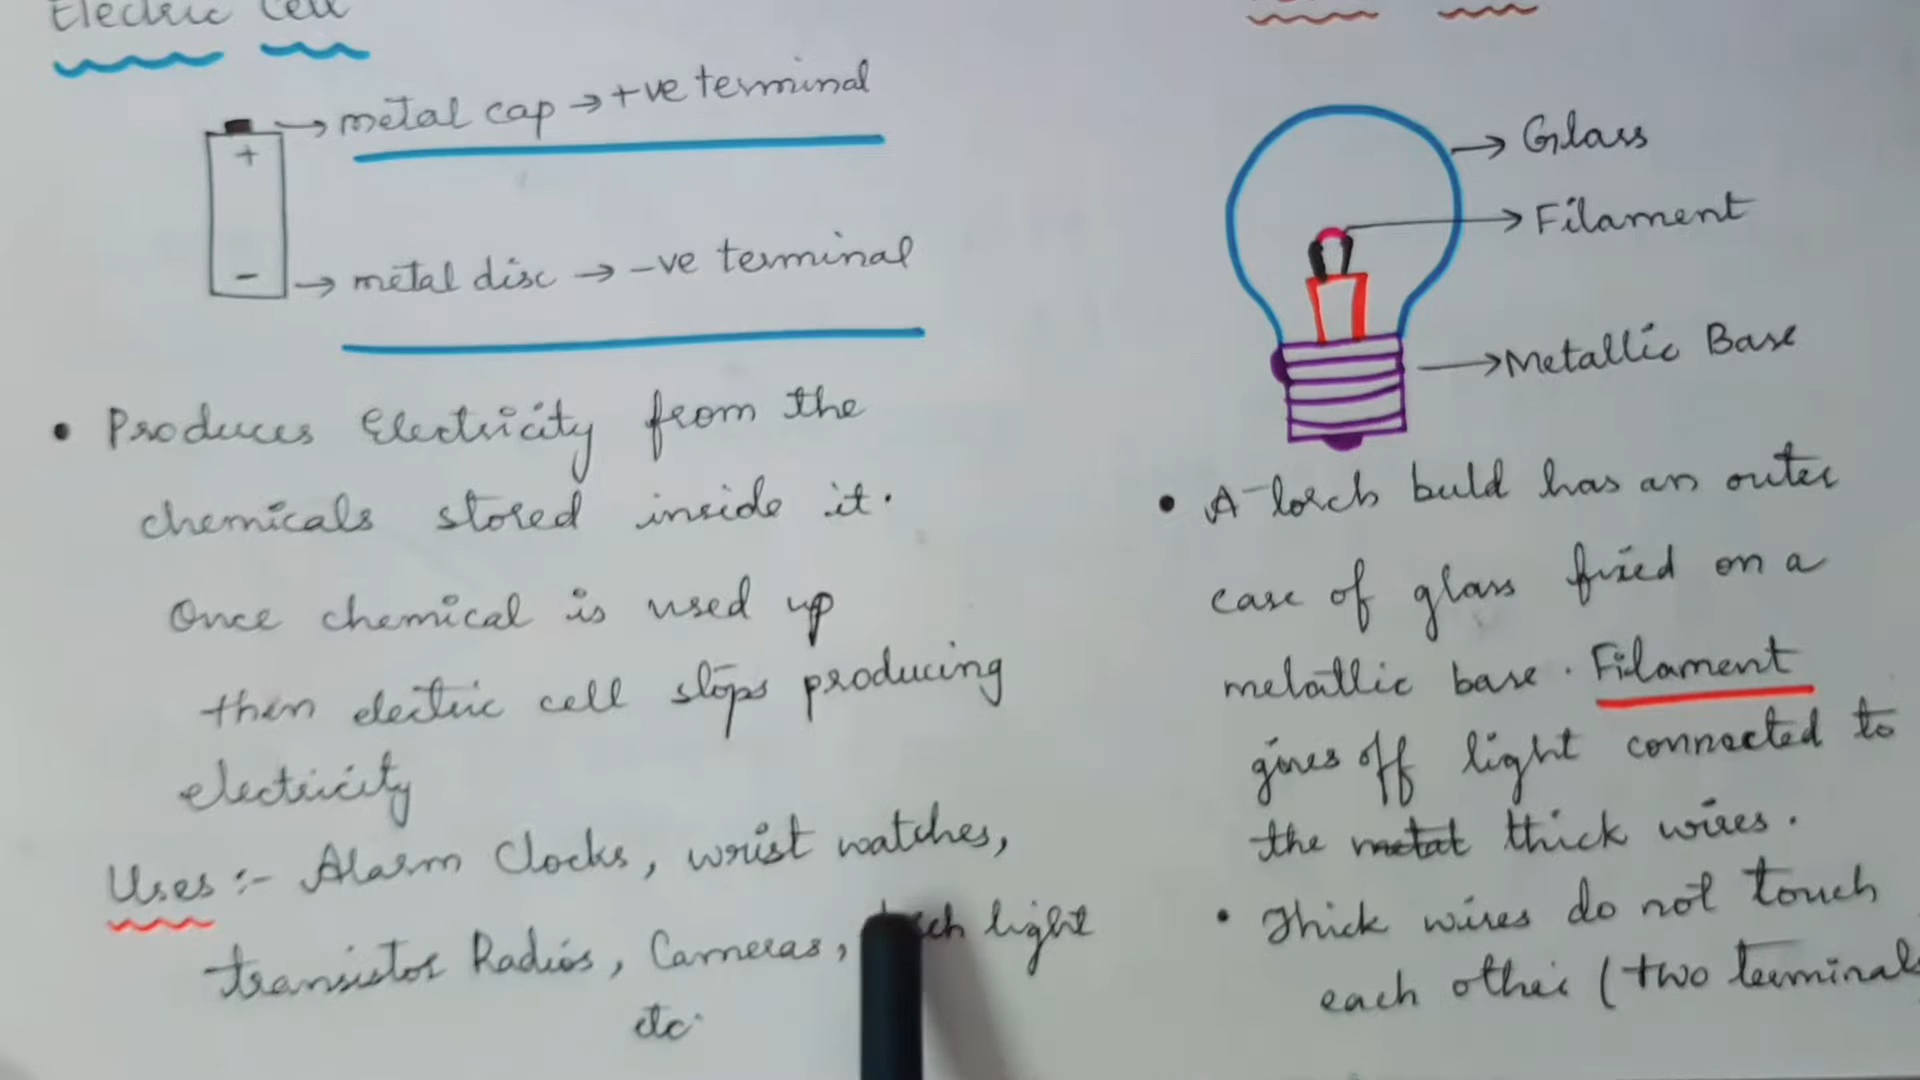 Electric Cell
metal cap → +ve terminal
+
-
metal disc → -ve terminal
• Produces Electricity from the
chemicals stored inside it.
Once chemical is used up
then electric cell stops producing
electricity
Uses :- Alarm Clocks, wrist watches,
transistor Radios, Cameras, light
etc.
Glass
Filament
Metallic Base
• A torch buld has an outer
case of glass fixed on a
metallic base. Filament
gives off light connected to
the metat thick wires.
• Thick wires do not touch
each other (two terminals